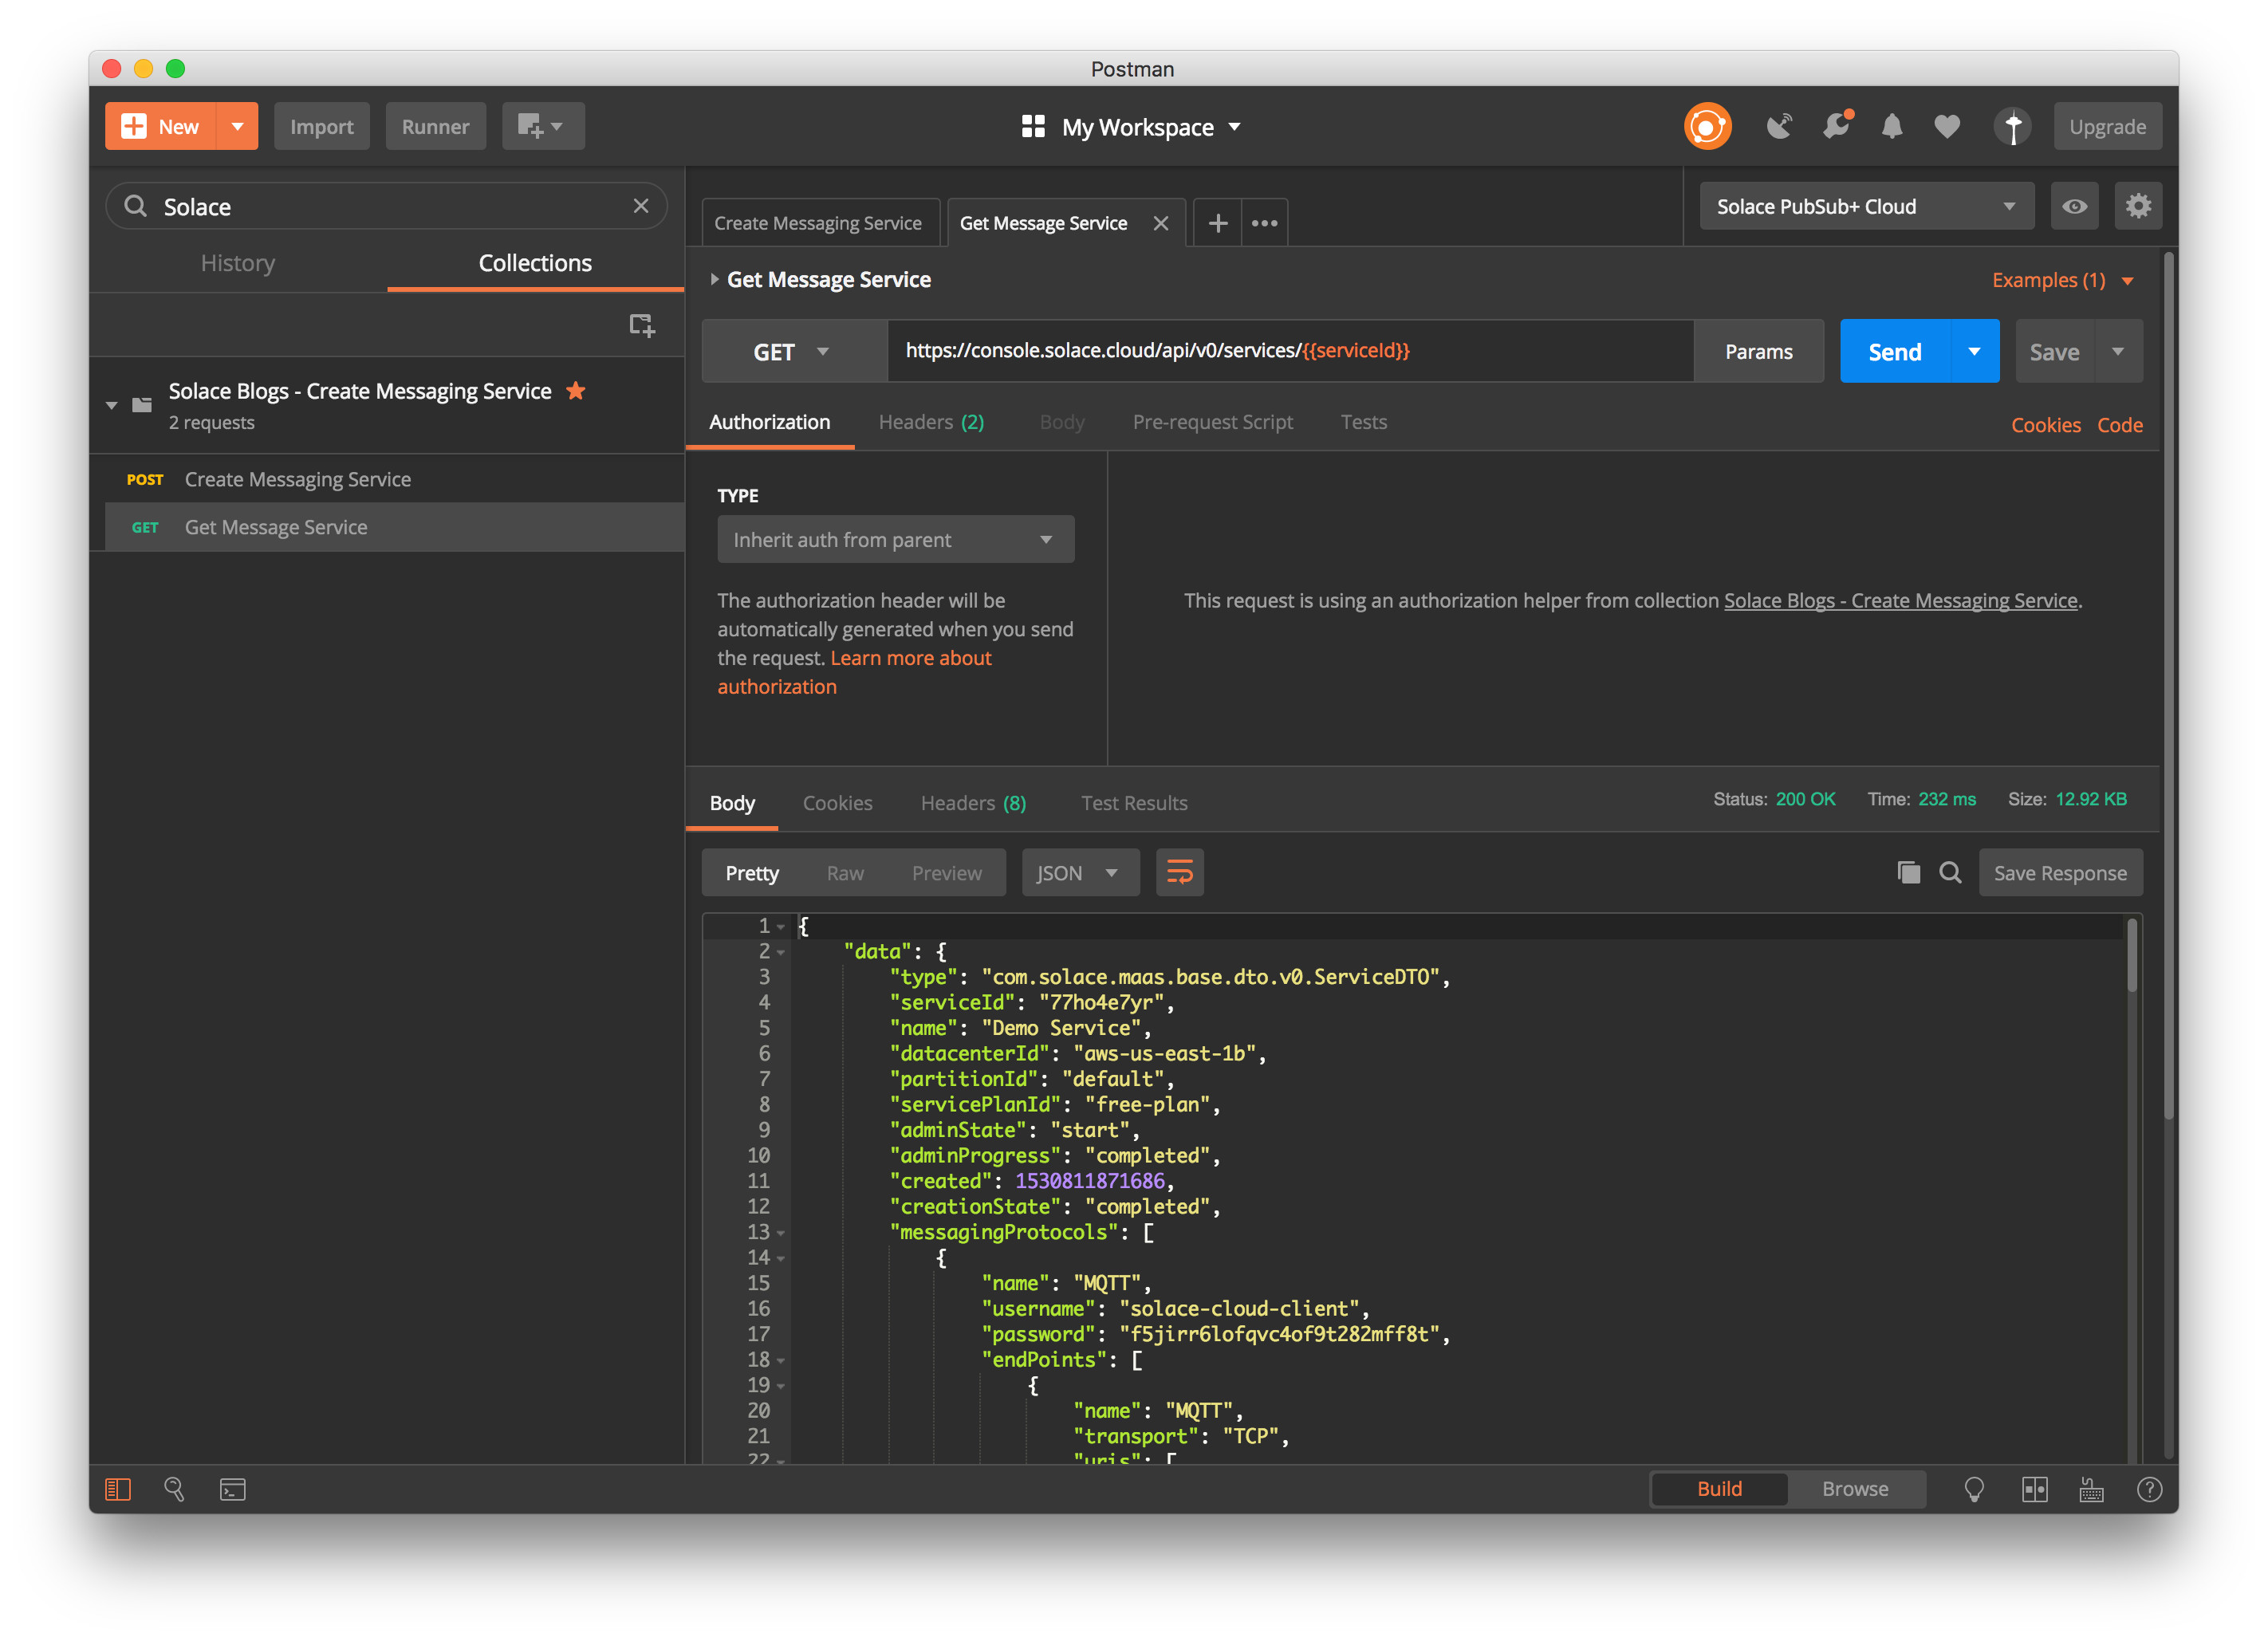 Postman
New
Import
Runner
My Workspace
Upgrade
Solace
History
Collections
Solace Blogs - Create Messaging Service
2 requests
POST Create Messaging Service
GET Get Message Service
Create Messaging Service
Get Message Service
Solace PubSub+ Cloud
Get Message Service
Examples (1)
GET
https://console.solace.cloud/api/v0/services/{{serviceId}}
Params
Send
Save
Authorization
Headers (2)
Body
Pre-request Script
Tests
Cookies
Code
TYPE
Inherit auth from parent
The authorization header will be
automatically generated when you send
the request. Learn more about
authorization
This request is using an authorization helper from collection Solace Blogs - Create Messaging Service.
Body
Cookies
Headers (8)
Test Results
Status: 200 OK
Time: 232 ms
Size: 12.92 KB
Pretty
Raw
Preview
JSON
Save Response
1 {
2 "data": {
3 "type": "com.solace.maas.base.dto.v0.ServiceDTO",
4 "serviceId": "77ho4e7yr",
5 "name": "Demo Service",
6 "datacenterId": "aws-us-east-1b",
7 "partitionId": "default",
8 "servicePlanId": "free-plan",
9 "adminState": "start",
10 "adminProgress": "completed",
11 "created": 1530811871686,
12 "creationState": "completed",
13 "messagingProtocols": [
14 {
15 "name": "MQTT",
16 "username": "solace-cloud-client",
17 "password": "f5jirr6lofqvc4of9t282mff8t",
18 "endPoints": [
19 {
20 "name": "MQTT",
21 "transport": "TCP",
22 "uris": [
Build
Browse